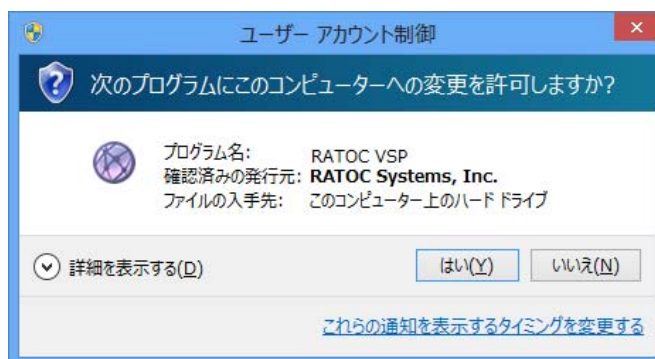 ユーザー アカウント制御
次のプログラムにこのコンピューターへの変更を許可しますか?
プログラム名: RATOC VSP
確認済みの発行元: RATOC Systems, Inc.
ファイルの入手先: このコンピューター上のハード ドライブ
詳細を表示する(D) はい(Y) いいえ(N)
これらの通知を表示するタイミングを変更する